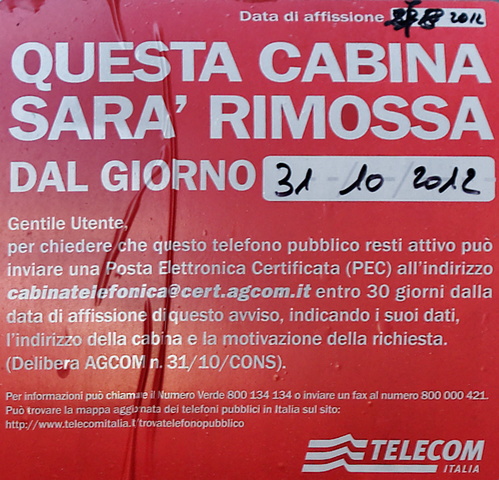 Data di affissione 2012
QUESTA CABINA
SARA' RIMOSSA
DAL GIORNO 31 10 2012
Gentile Utente,
per chiedere che questo telefono pubblico resti attivo può
inviare una Posta Elettronica Certificata (PEC) all'indirizzo
cabinatelefonica@cert.agcom.it entro 30 giorni dalla
data di affissione di questo avviso, indicando i suoi dati,
l'indirizzo della cabina e la motivazione della richiesta.
(Delibera AGCOM n. 31/10/CONS).
Per informazioni può chiamare il Numero Verde 800 134 134 o inviare un fax al numero 800 000 421.
Può trovare la mappa aggiornata dei telefoni pubblici in Italia sul sito:
http://www.telecomitalia.it/trovatelefonopubblico
TELECOM
ITALIA